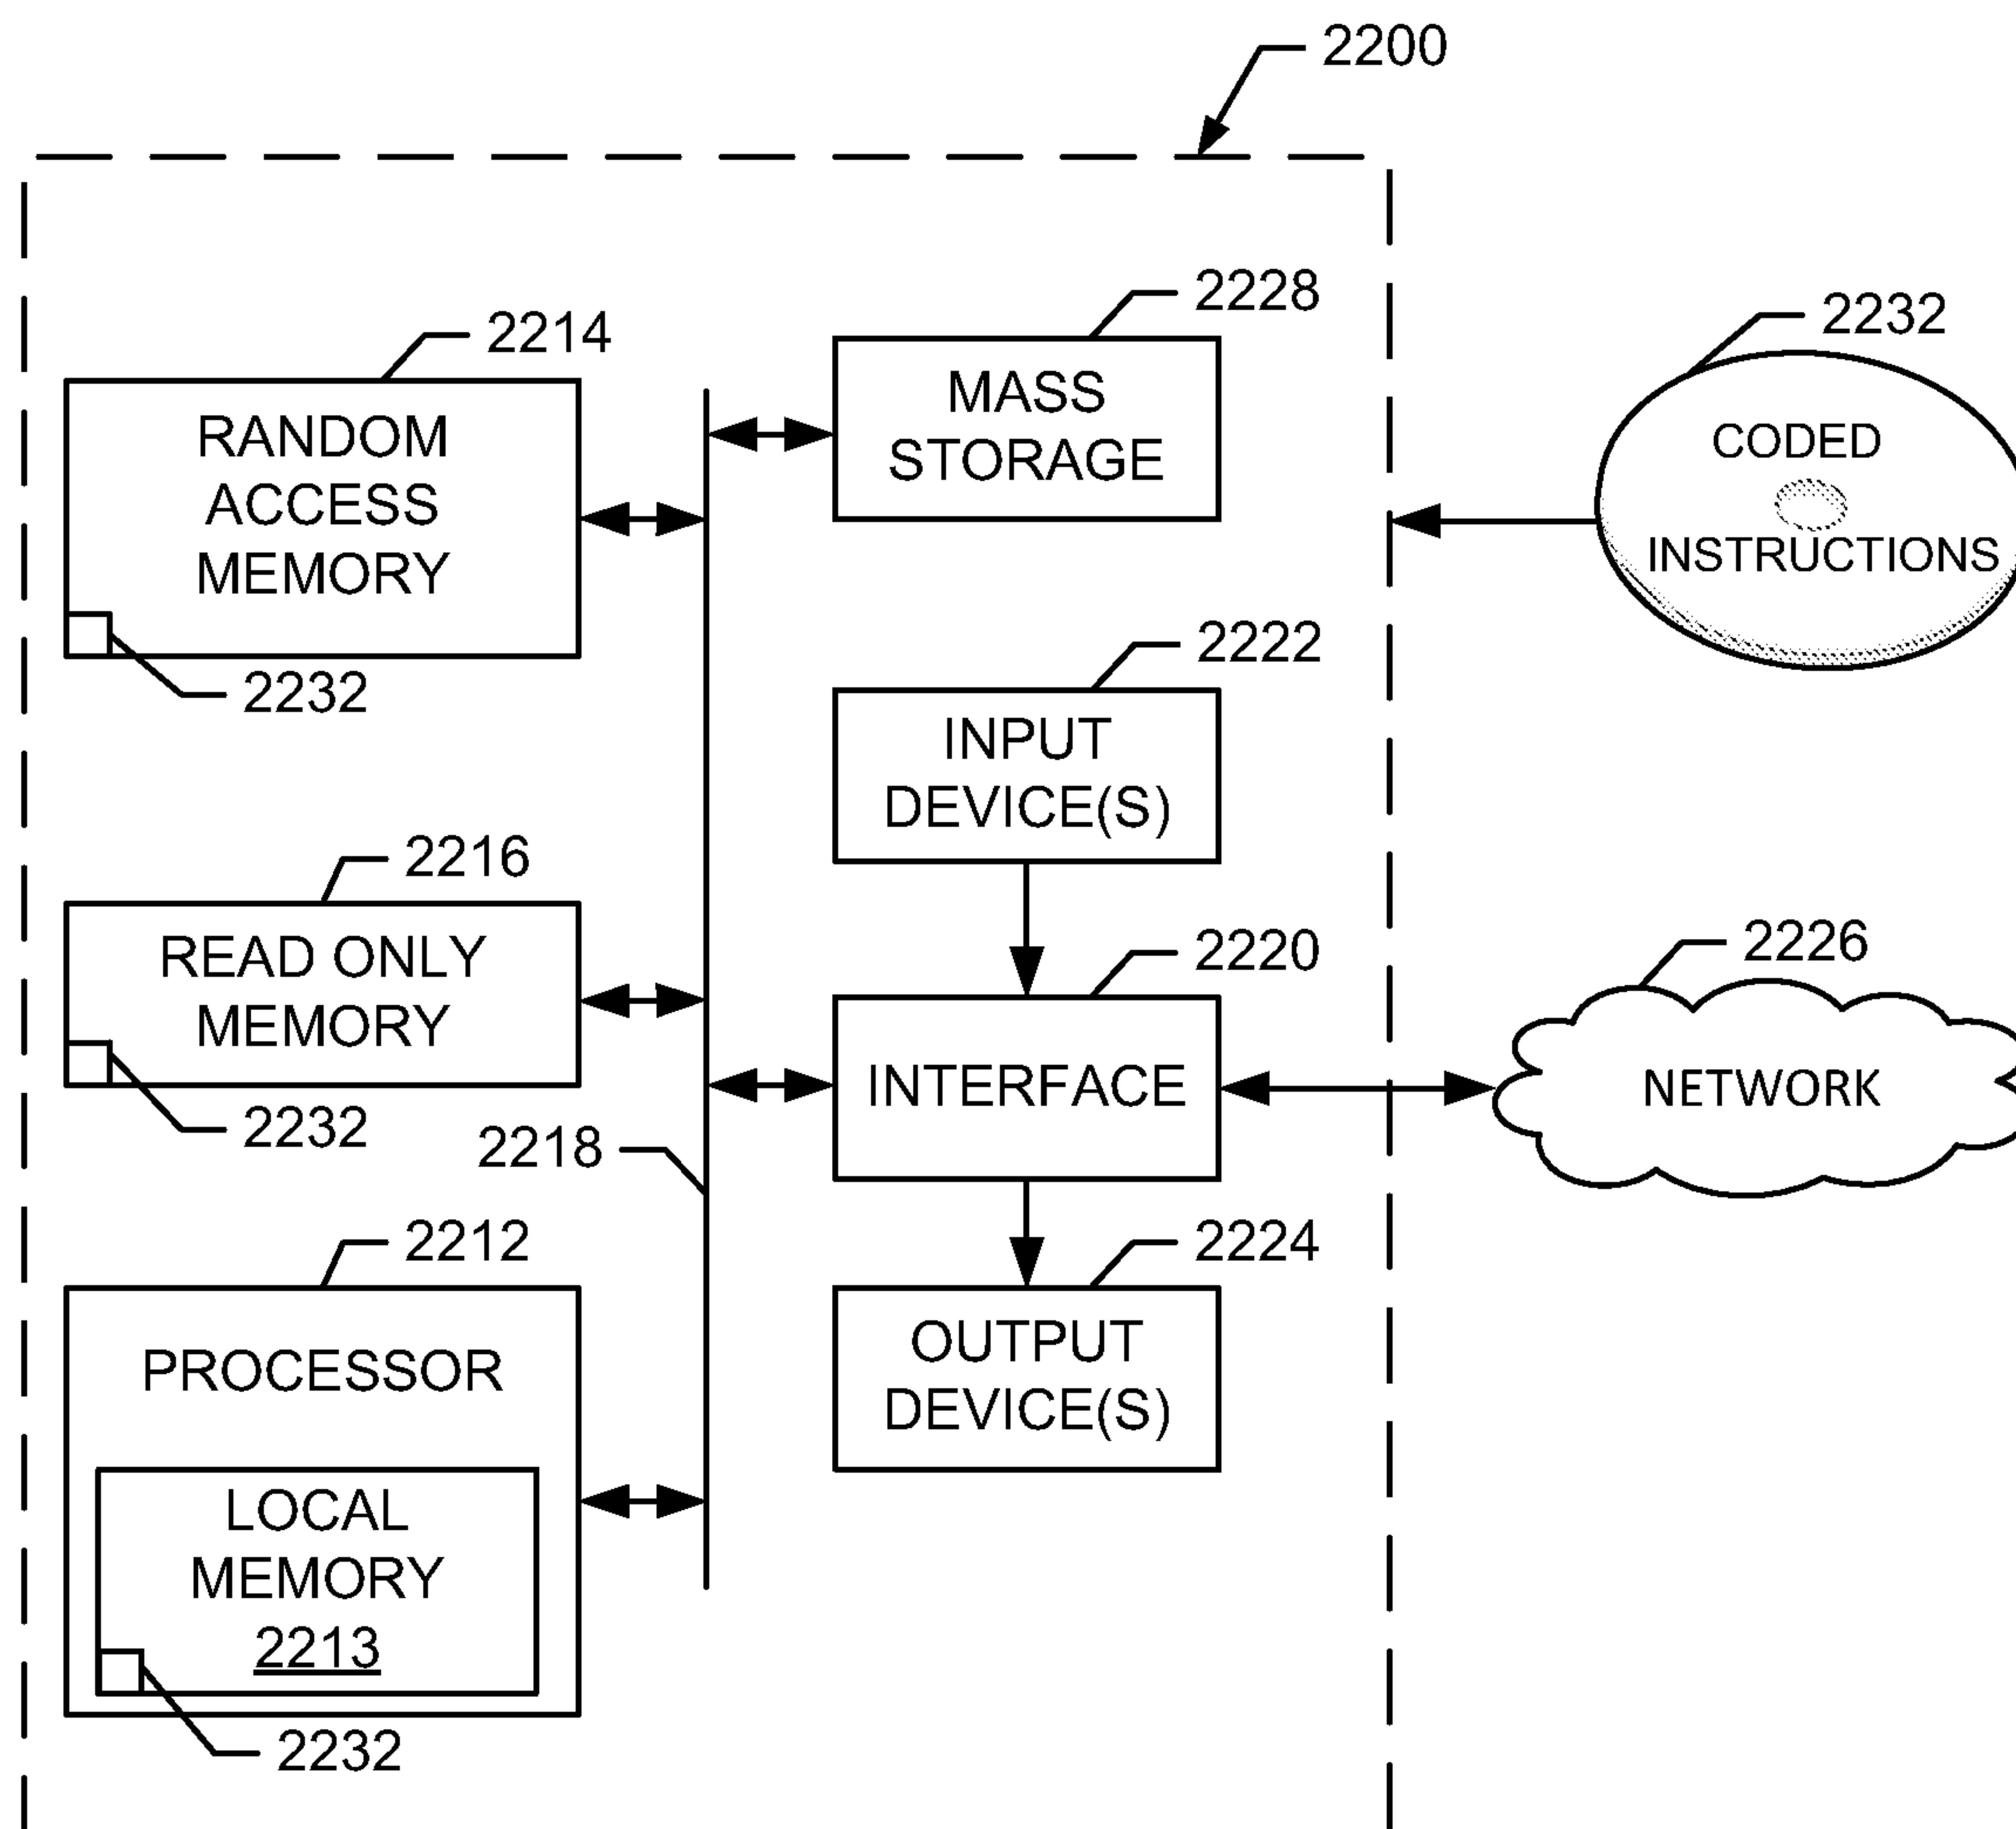 2200
2228
2214
2232
MASS
STORAGE
RANDOM
ACCESS
MEMORY
CODED
INSTRUCTIONS
2222
2232
INPUT
DEVICE(S)
2216
2220
2226
READ ONLY
MEMORY
INTERFACE
NETWORK
2232
2218
2212
2224
PROCESSOR
OUTPUT
DEVICE(S)
LOCAL
MEMORY
2213
2232